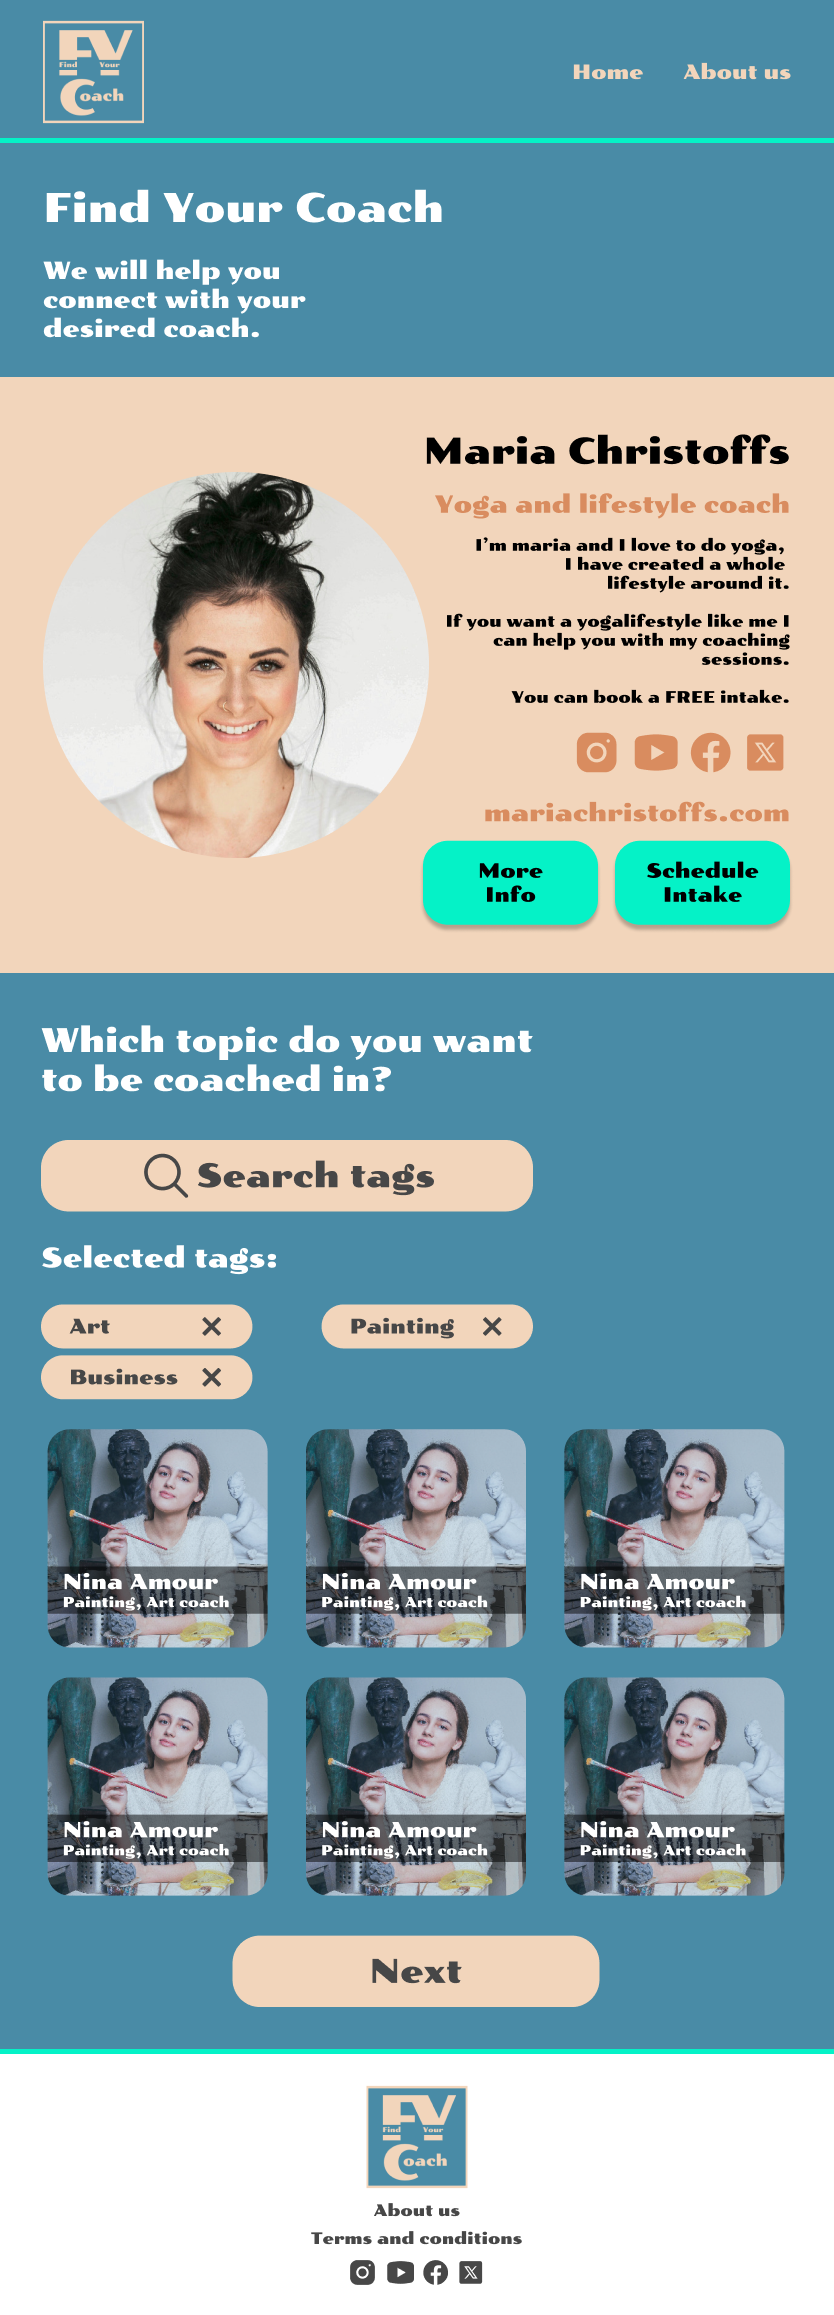 FY
Find Your
Coach
Home About us
Find Your Coach
We will help you
connect with your
desired coach.
Maria Christoffs
Yoga and lifestyle coach
I'm maria and I love to do yoga,
I have created a whole
lifestyle around it.
If you want a yogalifestyle like me I
can help you with my coaching
sessions.
You can book a FREE intake.
mariachristoffs.com
More
Info
Schedule
Intake
Which topic do you want
to be coached in?
Search tags
Selected tags:
Art
Painting
Business
Nina Amour
Painting, Art coach
Nina Amour
Painting, Art coach
Nina Amour
Painting, Art coach
Nina Amour
Painting, Art coach
Nina Amour
Painting, Art coach
Nina Amour
Painting, Art coach
Next
FY
Find Your
Coach
About us
Terms and conditions